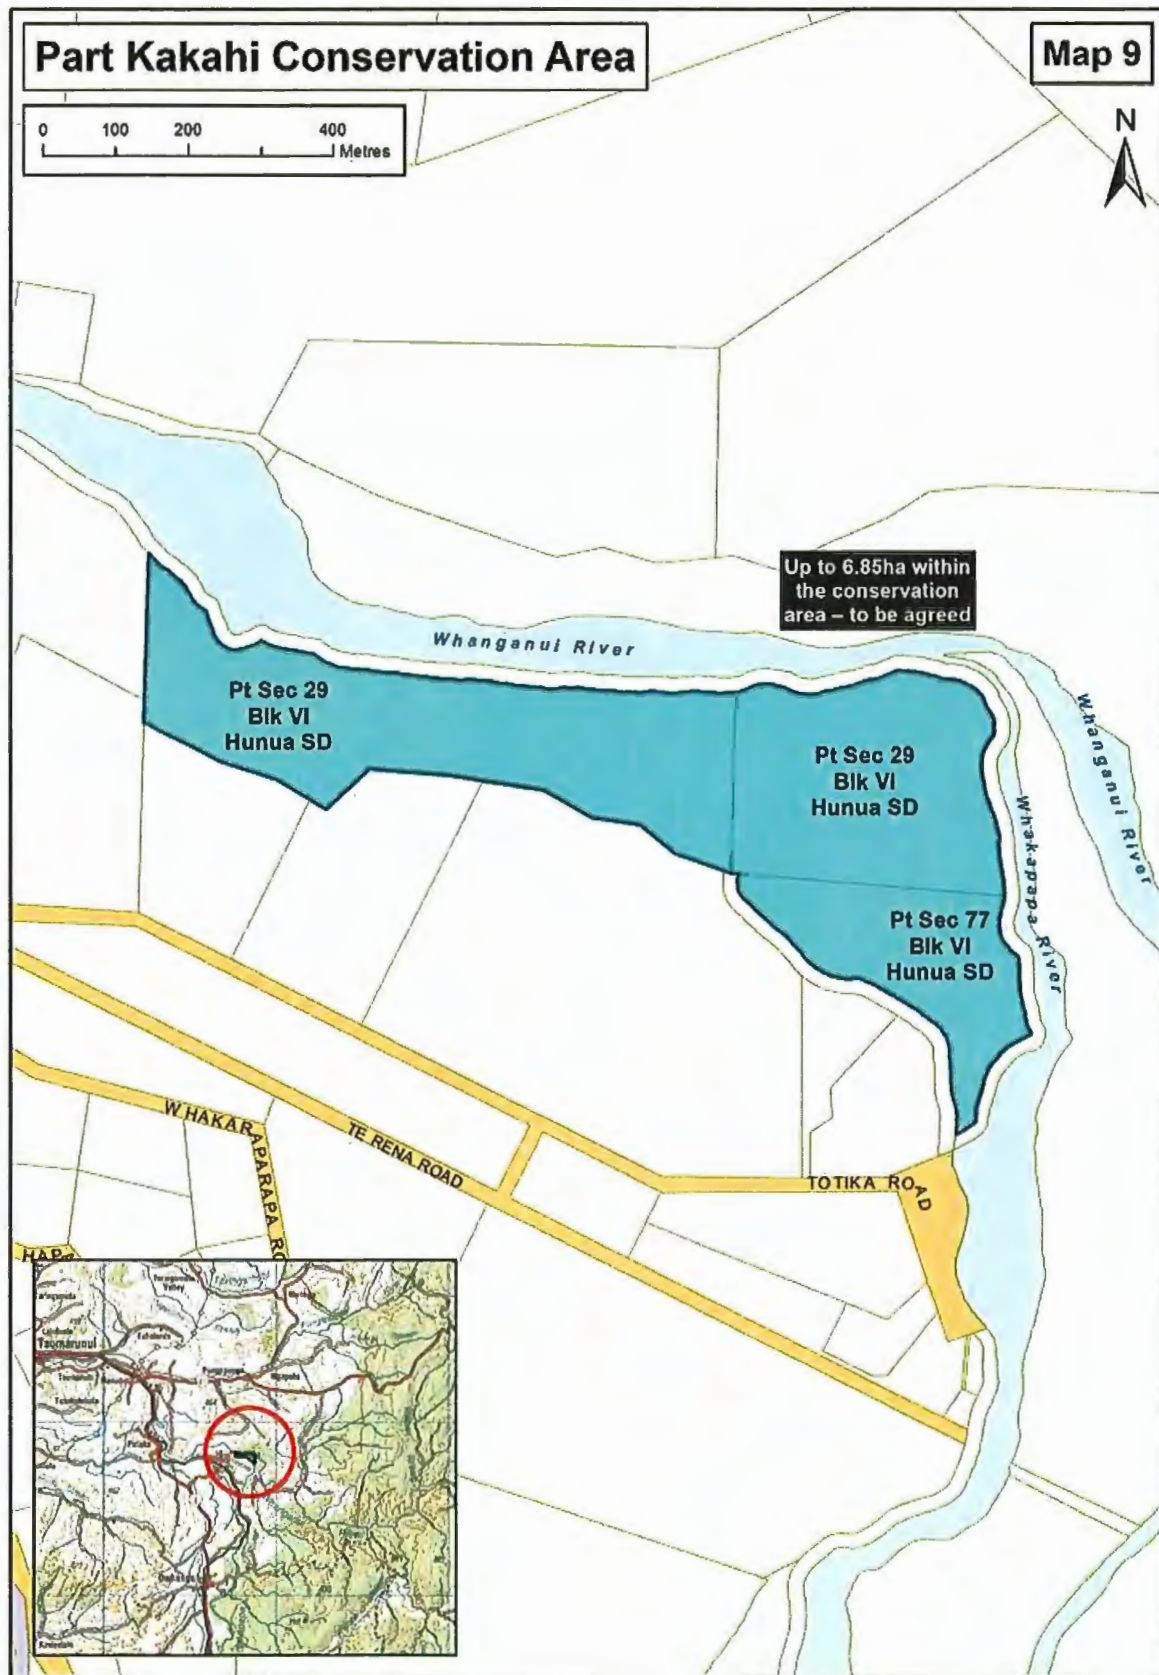 Part Kakahi Conservation Area
Map 9
0 100 200 400
Metres
N
Up to 6.85ha within
the conservation
area – to be agreed
Whanganui River
Whanganui River
Whakapapa River
Pt Sec 29
Blk VI
Hunua SD
Pt Sec 29
Blk VI
Hunua SD
Pt Sec 77
Blk VI
Hunua SD
WHAKARAPARAPA RO
TE RENA ROAD
TOTIKA ROAD
Taumarunui